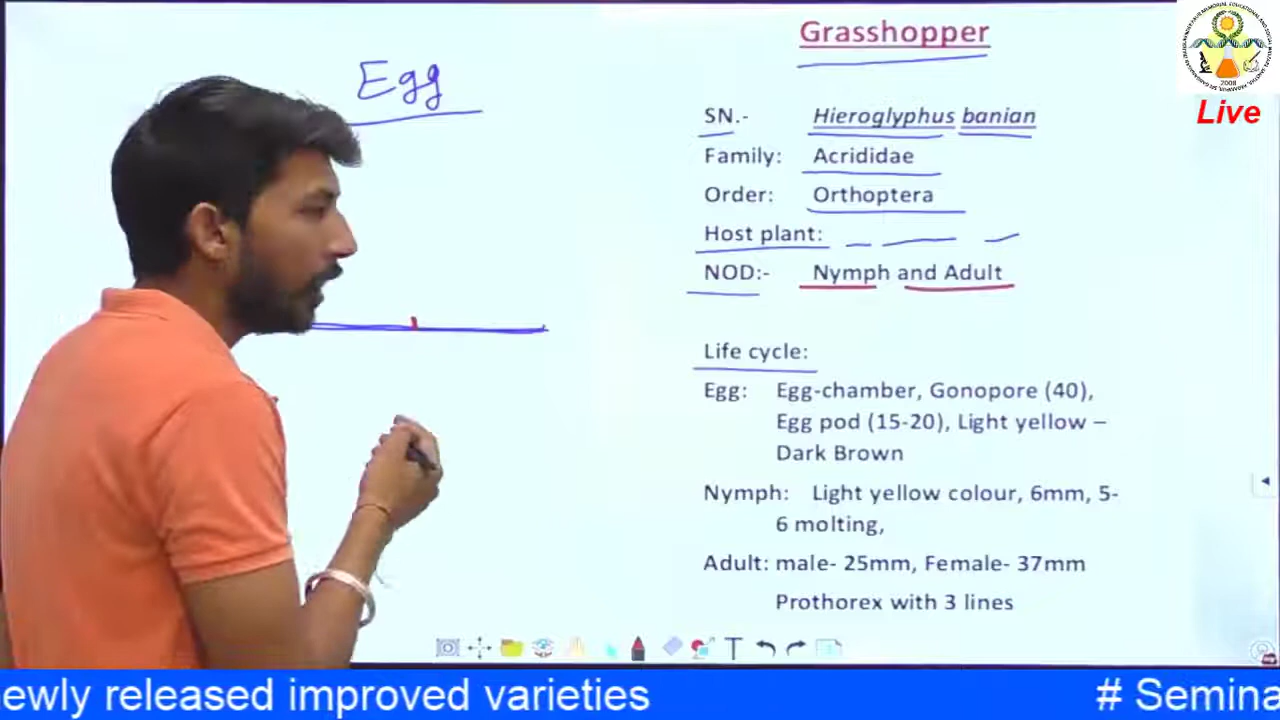 Grasshopper
Egg
Live
SN.- Hieroglyphus banian
Family: Acrididae
Order: Orthoptera
Host plant:
NOD:- Nymph and Adult
Life cycle:
Egg: Egg-chamber, Gonopore (40),
Egg pod (15-20), Light yellow –
Dark Brown
Nymph: Light yellow colour, 6mm, 5-
6 molting,
Adult: male- 25mm, Female- 37mm
Prothorex with 3 lines
2008
newly released improved varieties # Semina